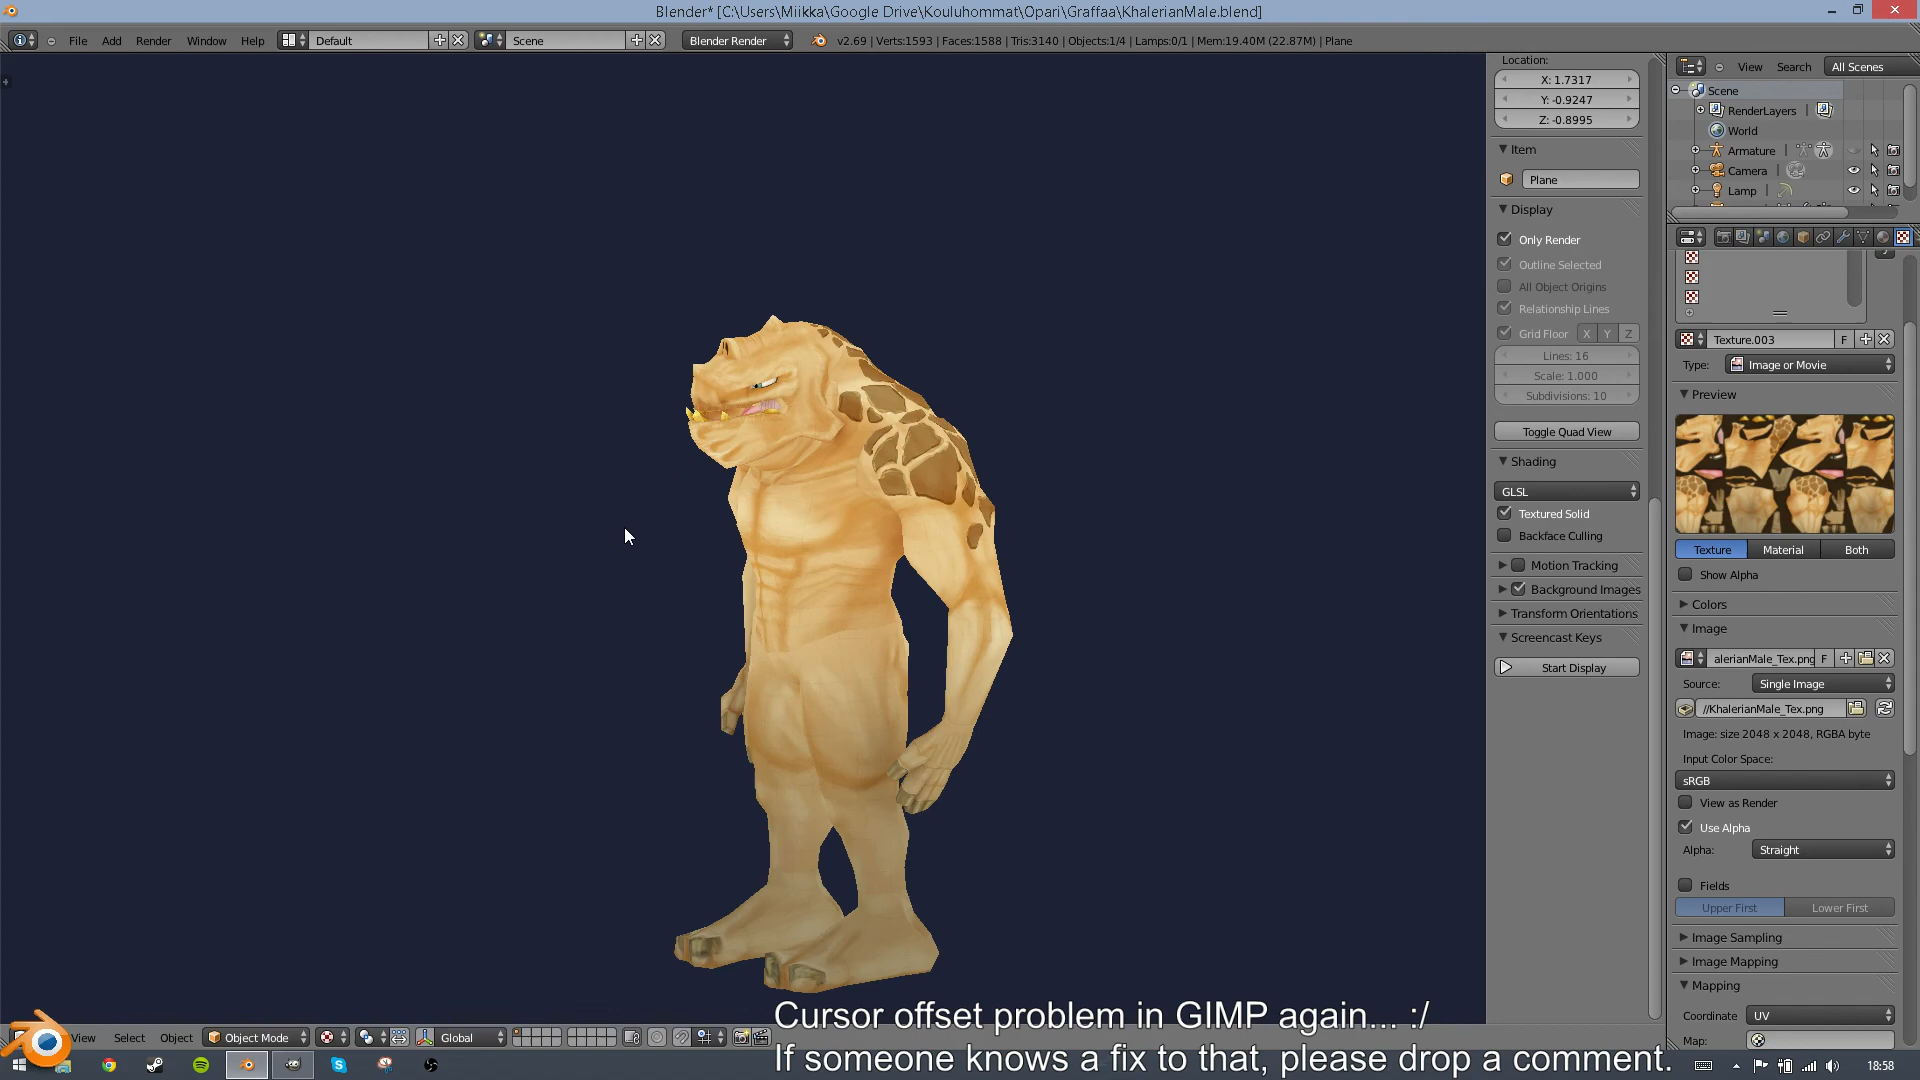 Blender* [C:\Users\Miikka\Google Drive\Kouluhommat\Opari\Graffaa\KhalerianMale.blend]
File Add Render Window Help Default Scene Blender Render v2.69 | Verts:1593 | Faces:1588 | Tris:3140 | Objects:1/4 | Lamps:0/1 | Mem:19.40M (22.87M) | Plane
Location:
X: 1.7317
Y: -0.9247
Z: -0.8995
Item
Plane
Display
Only Render
Outline Selected
All Object Origins
Relationship Lines
Grid Floor X Y Z
Lines: 16
Scale: 1.000
Subdivisions: 10
Toggle Quad View
Shading
GLSL
Textured Solid
Backface Culling
Motion Tracking
Background Images
Transform Orientations
Screencast Keys
Start Display
View Search All Scenes
Scene
RenderLayers
World
Armature
Camera
Lamp
Texture.003 F
Type: Image or Movie
Preview
Texture Material Both
Show Alpha
Colors
Image
alerianMale_Tex.png F
Source: Single Image
//KhalerianMale_Tex.png
Image: size 2048 x 2048, RGBA byte
Input Color Space:
sRGB
View as Render
Use Alpha
Alpha: Straight
Fields
Upper First Lower First
Image Sampling
Image Mapping
Mapping
Coordinate UV
Map:
View Select Object Object Mode Global
Cursor offset problem in GIMP again... :/
If someone knows a fix to that, please drop a comment.
18:58